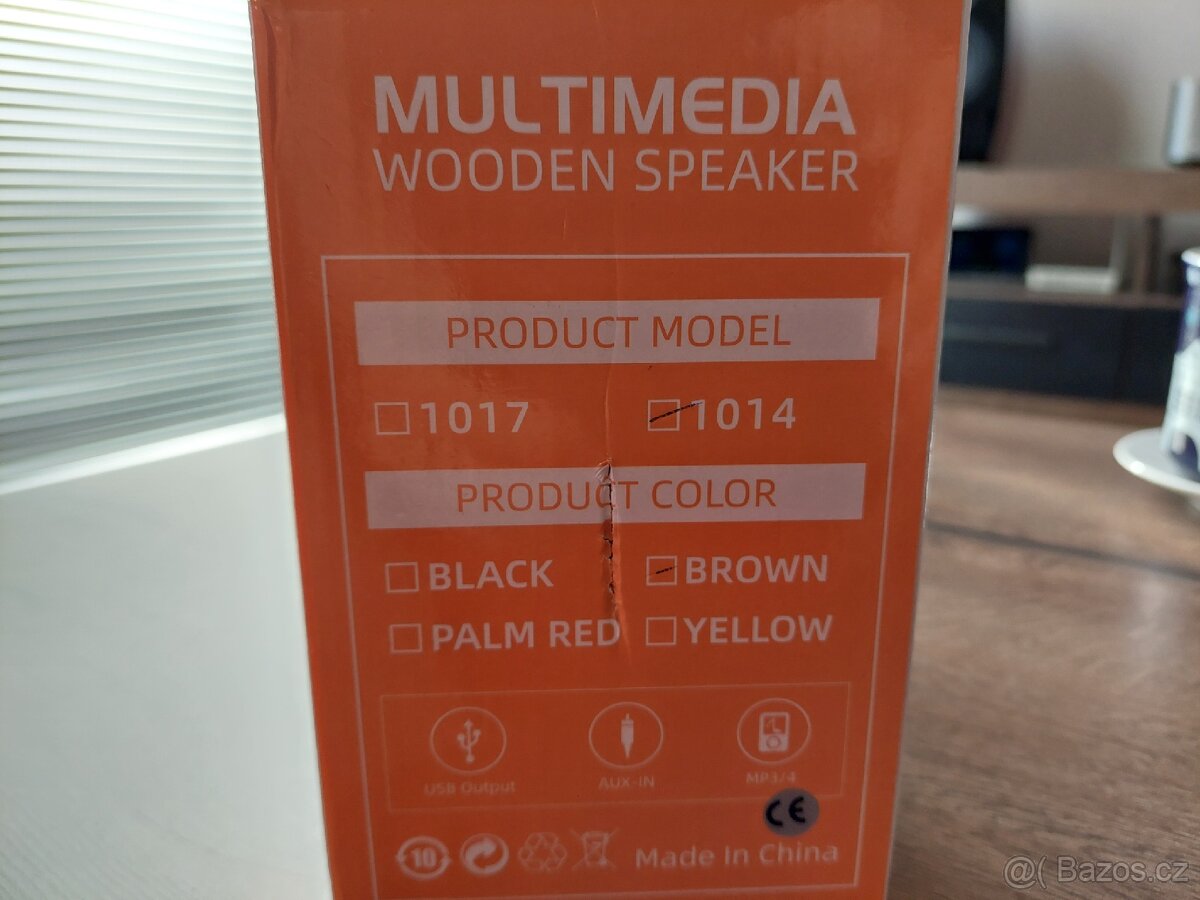 MULTIMEDIA
WOODEN SPEAKER
PRODUCT MODEL
1017 1014
PRODUCT COLOR
BLACK BROWN
PALM RED YELLOW
USB Output AUX-IN MP3/4
CE
10 Made In China
@( Bazos.cz